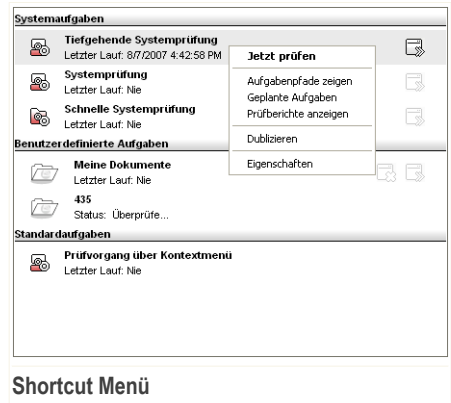 Systemaufgaben
Tiefgehende Systemprüfung
Letzter Lauf: 8/7/2007 4:42:58 PM
Jetzt prüfen
Aufgabenpfade zeigen
Geplante Aufgaben
Prüfberichte anzeigen
Dublizieren
Eigenschaften
Systemprüfung
Letzter Lauf: Nie
Schnelle Systemprüfung
Letzter Lauf: Nie
Benutzerdefinierte Aufgaben
Meine Dokumente
Letzter Lauf: Nie
435
Status: Überprüfe...
Standardaufgaben
Prüfvorgang über Kontextmenü
Letzter Lauf: Nie
Shortcut Menü